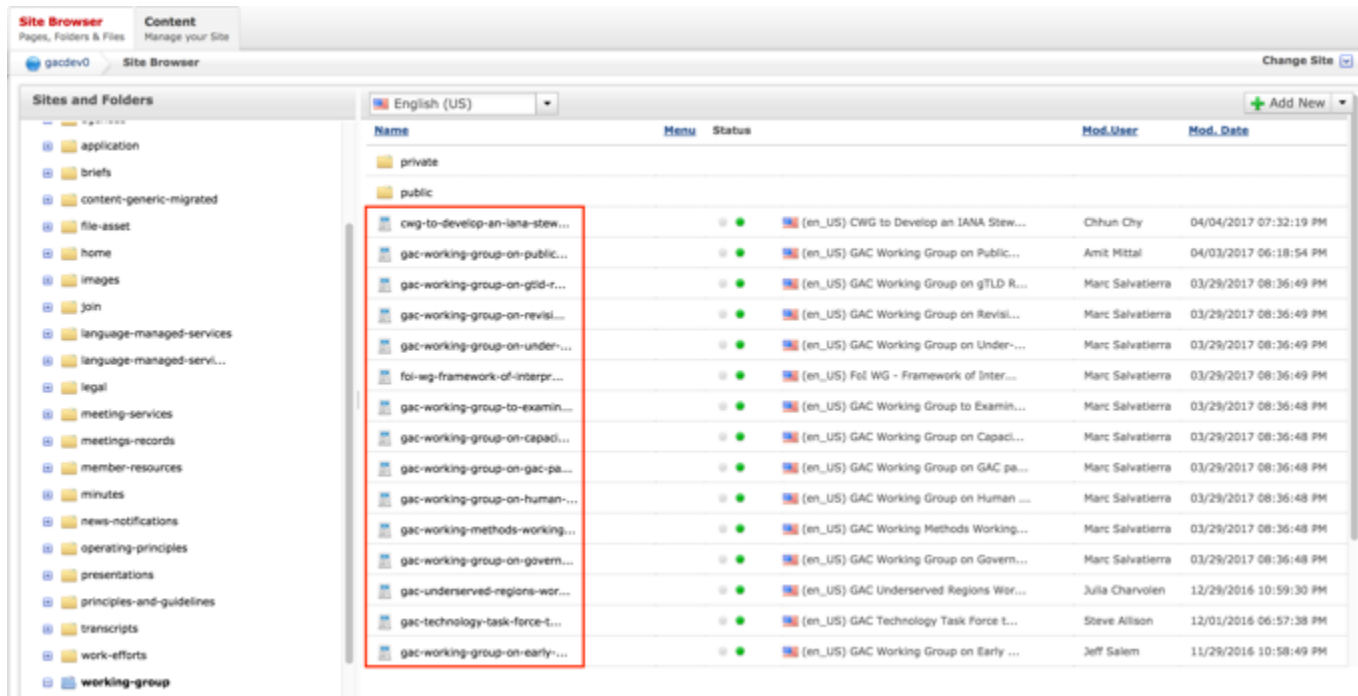 Site Browser
Pages, Folders & Files
Content
Manage your Site
gacdev0
Site Browser
Change Site
Sites and Folders
application
briefs
content-generic-migrated
file-asset
home
images
join
language-managed-services
language-managed-servi...
legal
meeting-services
meetings-records
member-resources
minutes
news-notifications
operating-principles
presentations
principles-and-guidelines
transcripts
work-efforts
working-group
English (US)
Add New
Name Menu Status Mod.User Mod. Date
private
public
cwg-to-develop-an-iana-stew... (en_US) CWG to Develop an IANA Stew... Chhun Chy 04/04/2017 07:32:19 PM
gac-working-group-on-public... (en_US) GAC Working Group on Public... Amit Mittal 04/03/2017 06:18:54 PM
gac-working-group-on-gtld-r... (en_US) GAC Working Group on gTLD R... Marc Salvatierra 03/29/2017 08:36:49 PM
gac-working-group-on-revisi... (en_US) GAC Working Group on Revisi... Marc Salvatierra 03/29/2017 08:36:49 PM
gac-working-group-on-under-... (en_US) GAC Working Group on Under-... Marc Salvatierra 03/29/2017 08:36:49 PM
foi-wg-framework-of-interpr... (en_US) FoI WG - Framework of Inter... Marc Salvatierra 03/29/2017 08:36:49 PM
gac-working-group-to-examin... (en_US) GAC Working Group to Examin... Marc Salvatierra 03/29/2017 08:36:48 PM
gac-working-group-on-capaci... (en_US) GAC Working Group on Capaci... Marc Salvatierra 03/29/2017 08:36:48 PM
gac-working-group-on-gac-pa... (en_US) GAC Working Group on GAC pa... Marc Salvatierra 03/29/2017 08:36:48 PM
gac-working-group-on-human-... (en_US) GAC Working Group on Human ... Marc Salvatierra 03/29/2017 08:36:48 PM
gac-working-methods-working... (en_US) GAC Working Methods Working... Marc Salvatierra 03/29/2017 08:36:48 PM
gac-working-group-on-govern... (en_US) GAC Working Group on Govern... Marc Salvatierra 03/29/2017 08:36:48 PM
gac-underserved-regions-wor... (en_US) GAC Underserved Regions Wor... Julia Charvolen 12/29/2016 10:59:30 PM
gac-technology-task-force-t... (en_US) GAC Technology Task Force t... Steve Allison 12/01/2016 06:57:38 PM
gac-working-group-on-early-... (en_US) GAC Working Group on Early ... Jeff Salem 11/29/2016 10:58:49 PM